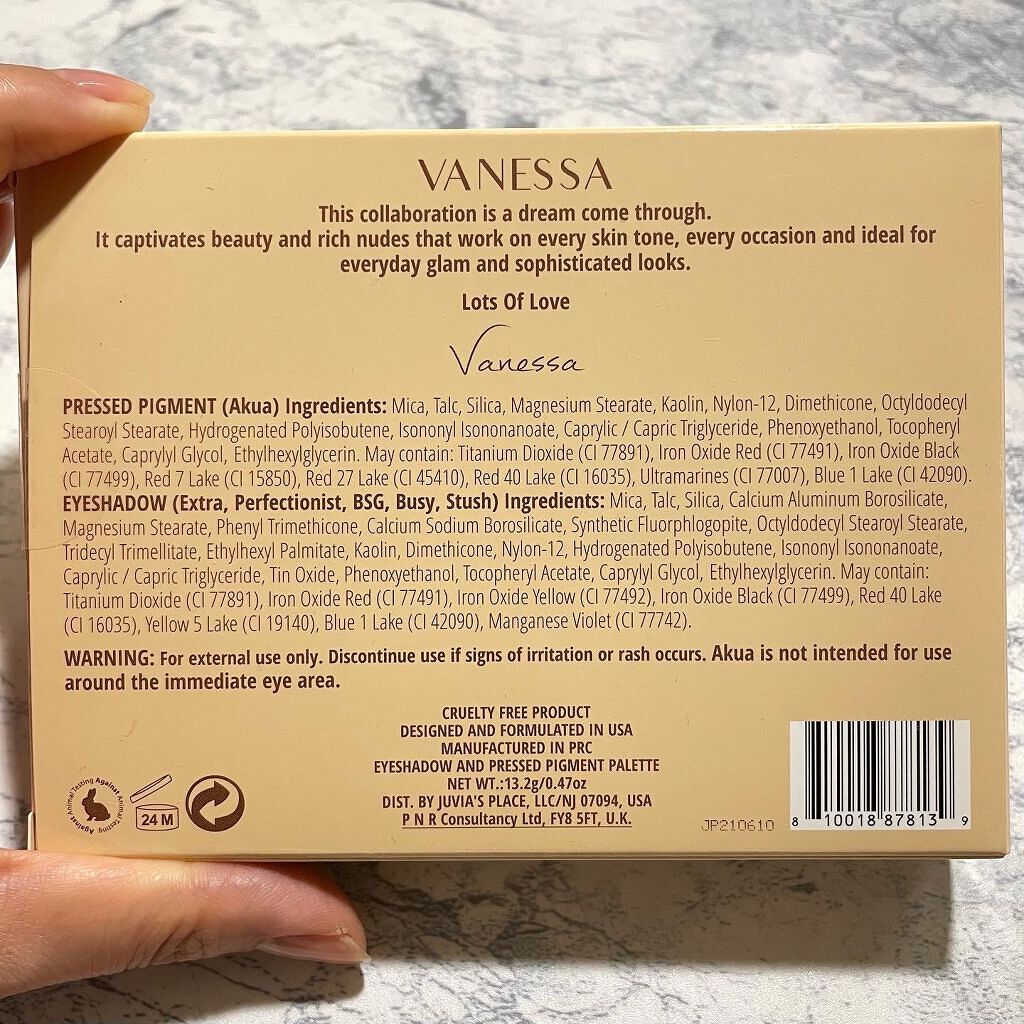 VANESSA
This collaboration is a dream come through.
It captivates beauty and rich nudes that work on every skin tone, every occasion and ideal for
everyday glam and sophisticated looks.
Lots Of Love
Vanessa
PRESSED PIGMENT (Akua) Ingredients: Mica, Talc, Silica, Magnesium Stearate, Kaolin, Nylon-12, Dimethicone, Octyldodecyl
Stearoyl Stearate, Hydrogenated Polyisobutene, Isononyl Isononanoate, Caprylic / Capric Triglyceride, Phenoxyethanol, Tocopheryl
Acetate, Caprylyl Glycol, Ethylhexylglycerin. May contain: Titanium Dioxide (CI 77891), Iron Oxide Red (CI 77491), Iron Oxide Black
(CI 77499), Red 7 Lake (CI 15850), Red 27 Lake (CI 45410), Red 40 Lake (CI 16035), Ultramarines (CI 77007), Blue 1 Lake (CI 42090).
EYESHADOW (Extra, Perfectionist, BSG, Busy, Stush) Ingredients: Mica, Talc, Silica, Calcium Aluminum Borosilicate,
Magnesium Stearate, Phenyl Trimethicone, Calcium Sodium Borosilicate, Synthetic Fluorphlogopite, Octyldodecyl Stearoyl Stearate,
Tridecyl Trimellitate, Ethylhexyl Palmitate, Kaolin, Dimethicone, Nylon-12, Hydrogenated Polyisobutene, Isononyl Isononanoate,
Caprylic / Capric Triglyceride, Tin Oxide, Phenoxyethanol, Tocopheryl Acetate, Caprylyl Glycol, Ethylhexylglycerin. May contain:
Titanium Dioxide (CI 77891), Iron Oxide Red (CI 77491), Iron Oxide Yellow (CI 77492), Iron Oxide Black (CI 77499), Red 40 Lake
(CI 16035), Yellow 5 Lake (CI 19140), Blue 1 Lake (CI 42090), Manganese Violet (CI 77742).
WARNING: For external use only. Discontinue use if signs of irritation or rash occurs. Akua is not intended for use
around the immediate eye area.
CRUELTY FREE PRODUCT
DESIGNED AND FORMULATED IN USA
MANUFACTURED IN PRC
EYESHADOW AND PRESSED PIGMENT PALETTE
NET WT.:13.2g/0.47oz
DIST. BY JUVIA'S PLACE, LLC/NJ 07094, USA
P N R Consultancy Ltd, FY8 5FT, U.K.
Against Animal Testing Against Animal Testing
24 M
JP210610
8 10018 87813 9